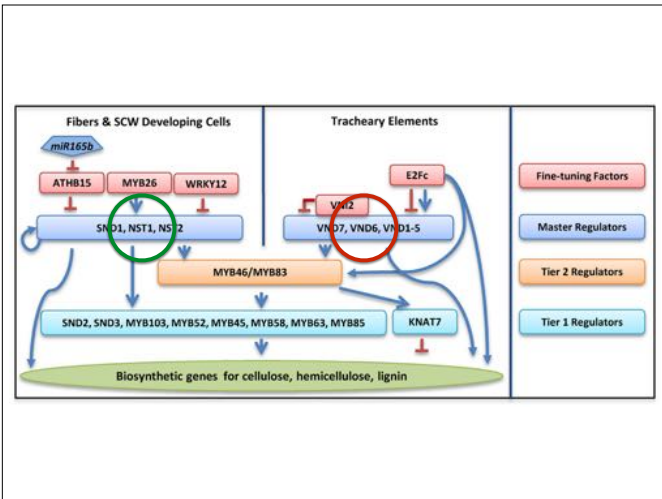 Fibers & SCW Developing Cells
Tracheary Elements
miR165b
ATHB15
MYB26
WRKY12
E2Fc
VNI2
Fine-tuning Factors
SND1, NST1, NST2
VND7, VND6, VND1-5
Master Regulators
MYB46/MYB83
Tier 2 Regulators
SND2, SND3, MYB103, MYB52, MYB45, MYB58, MYB63, MYB85
KNAT7
Tier 1 Regulators
Biosynthetic genes for cellulose, hemicellulose, lignin